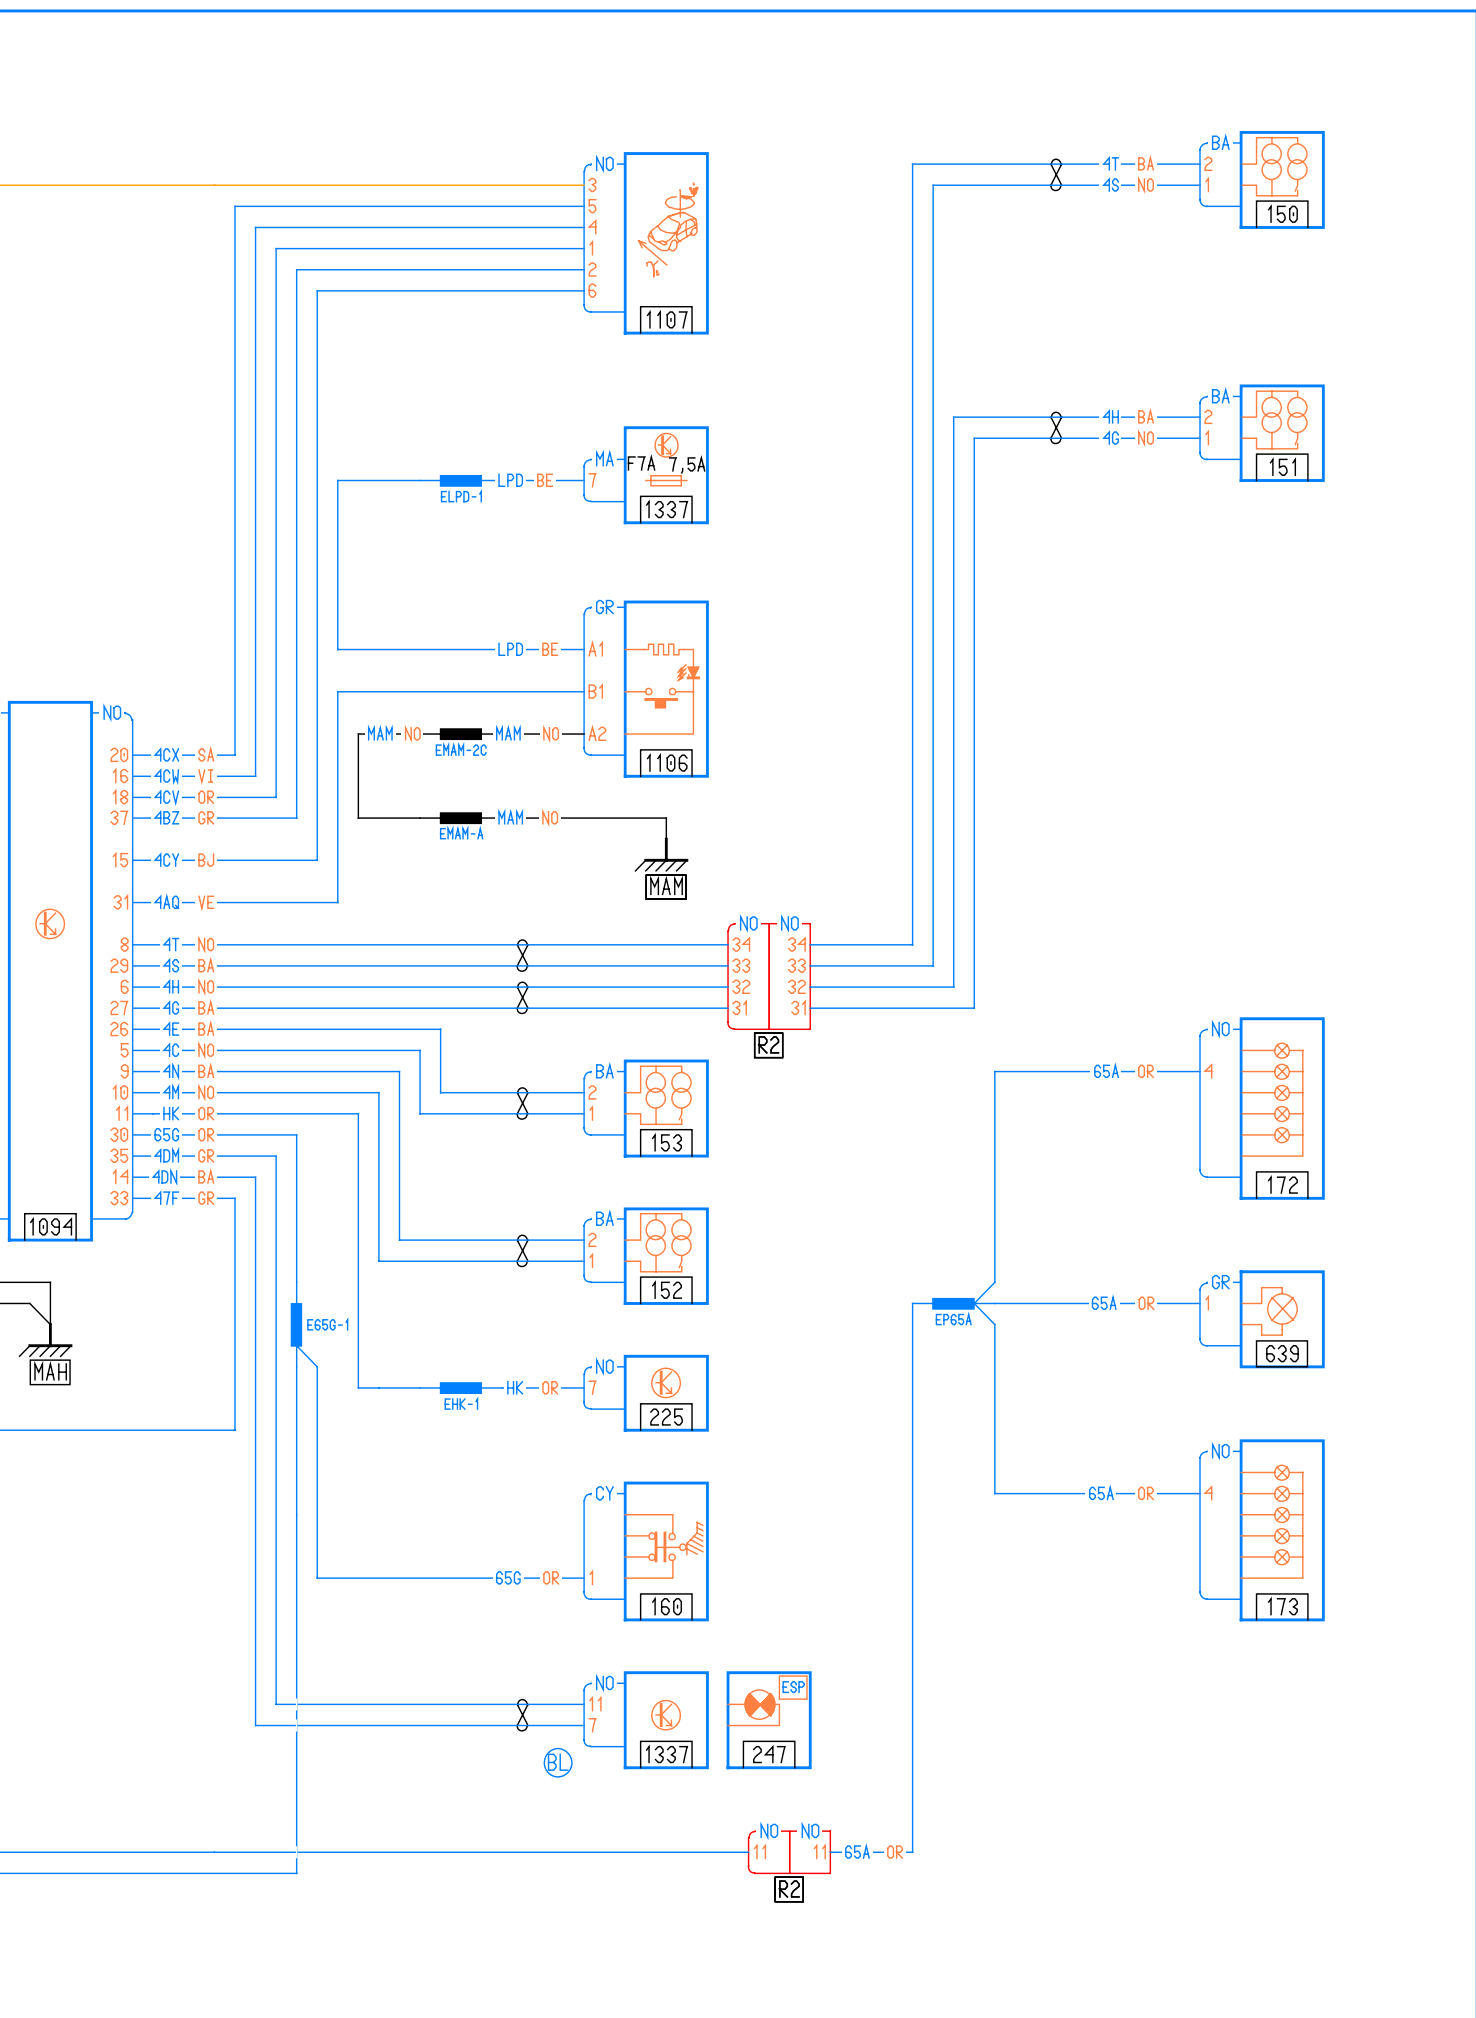 NO
3
5
4
1
2
6
1107
BA
2
4T BA
1
4S NO
150
BA
2
4H BA
1
4G NO
151
MA
7
ELPD-1
LPD BE
F7A 7,5A
1337
GR
A1
LPD BE
B1
A2
MAM NO
EMAM-2C
MAM NO
1106
EMAM-A
MAM NO
MAM
NO
20 4CX SA
16 4CW VI
18 4CV OR
37 4BZ GR
15 4CY BJ
31 4AQ VE
8 4T NO
29 4S BA
6 4H NO
27 4G BA
26 4E BA
5 4C NO
9 4N BA
10 4M NO
11 HK OR
30 65G OR
35 4DM GR
14 4DN BA
33 47F GR
1094
MAH
NO NO
34 34
33 33
32 32
31 31
R2
BA
2
1
153
BA
2
1
152
E65G-1
NO
EHK-1
HK OR
7
225
CY
65G OR
1
160
NO
11
7
BL
1337
ESP
247
NO NO
11 11
65A OR
R2
NO
65A OR
4
172
EP65A
GR
65A OR
1
639
NO
65A OR
4
173